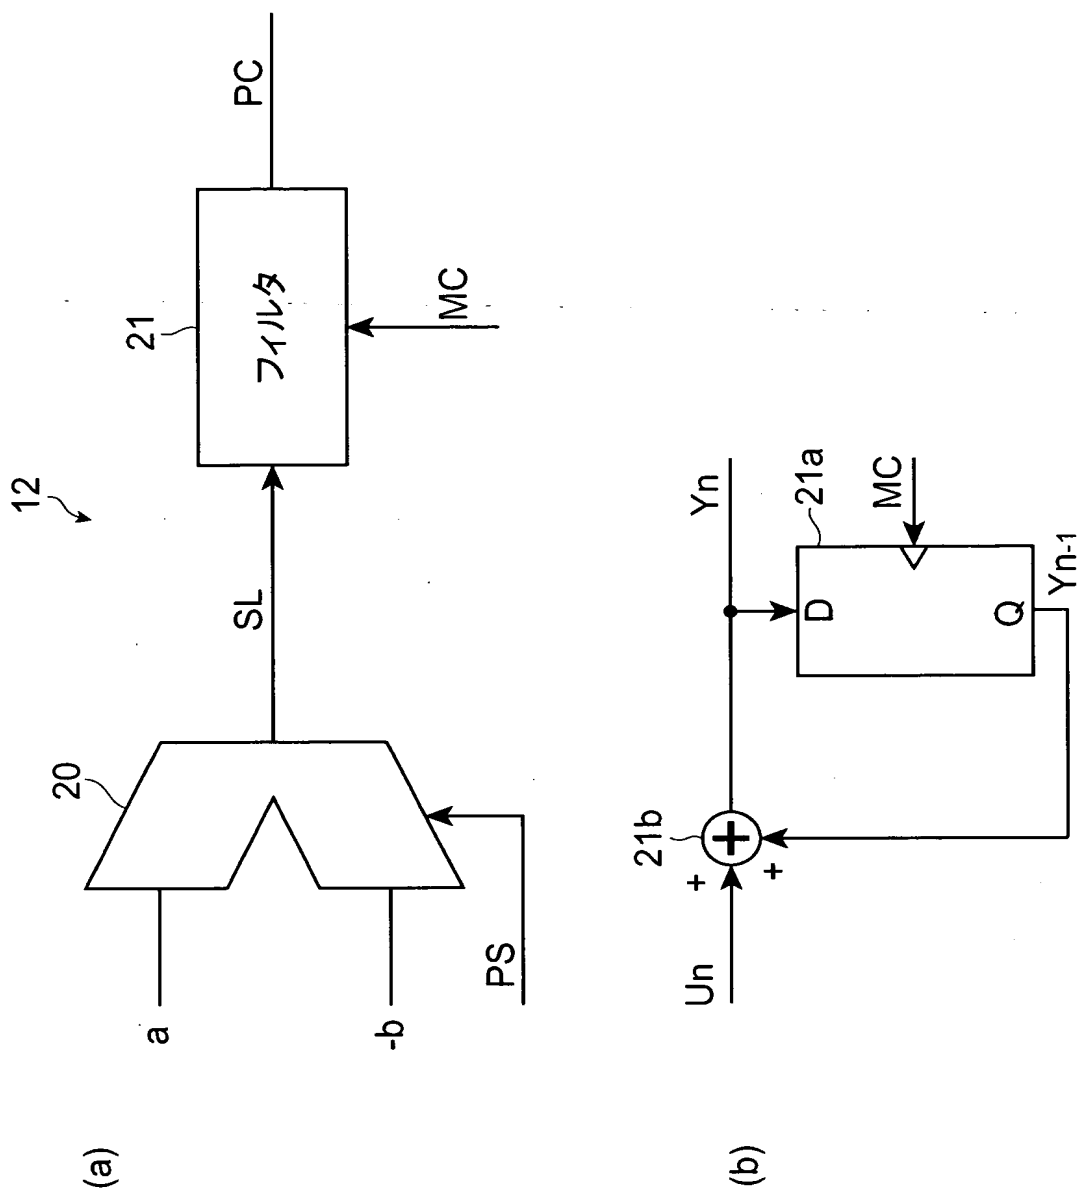 (a)
12
20
a
-b
PS
SL
21
フィルタ
MC
PC
(b)
Un
21b
+
+
+
Yn
D
Q
21a
MC
Yn-1